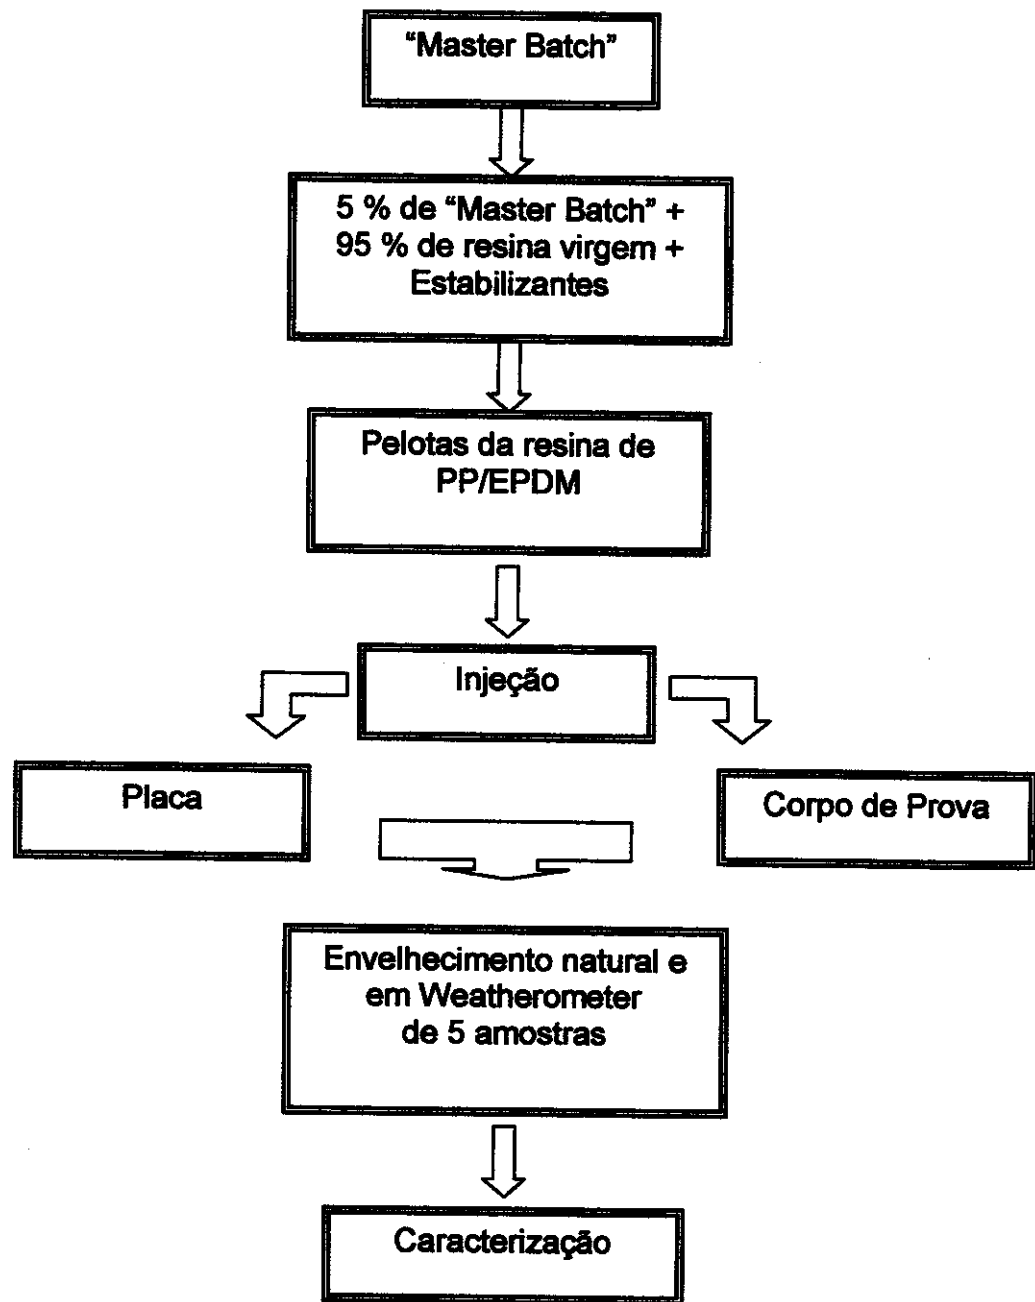 “Master Batch”
5 % de “Master Batch” +
95 % de resina virgem +
Estabilizantes
Pelotas da resina de
PP/EPDM
Injeção
Placa
Corpo de Prova
Envelhecimento natural e
em Weatherometer
de 5 amostras
Caracterização